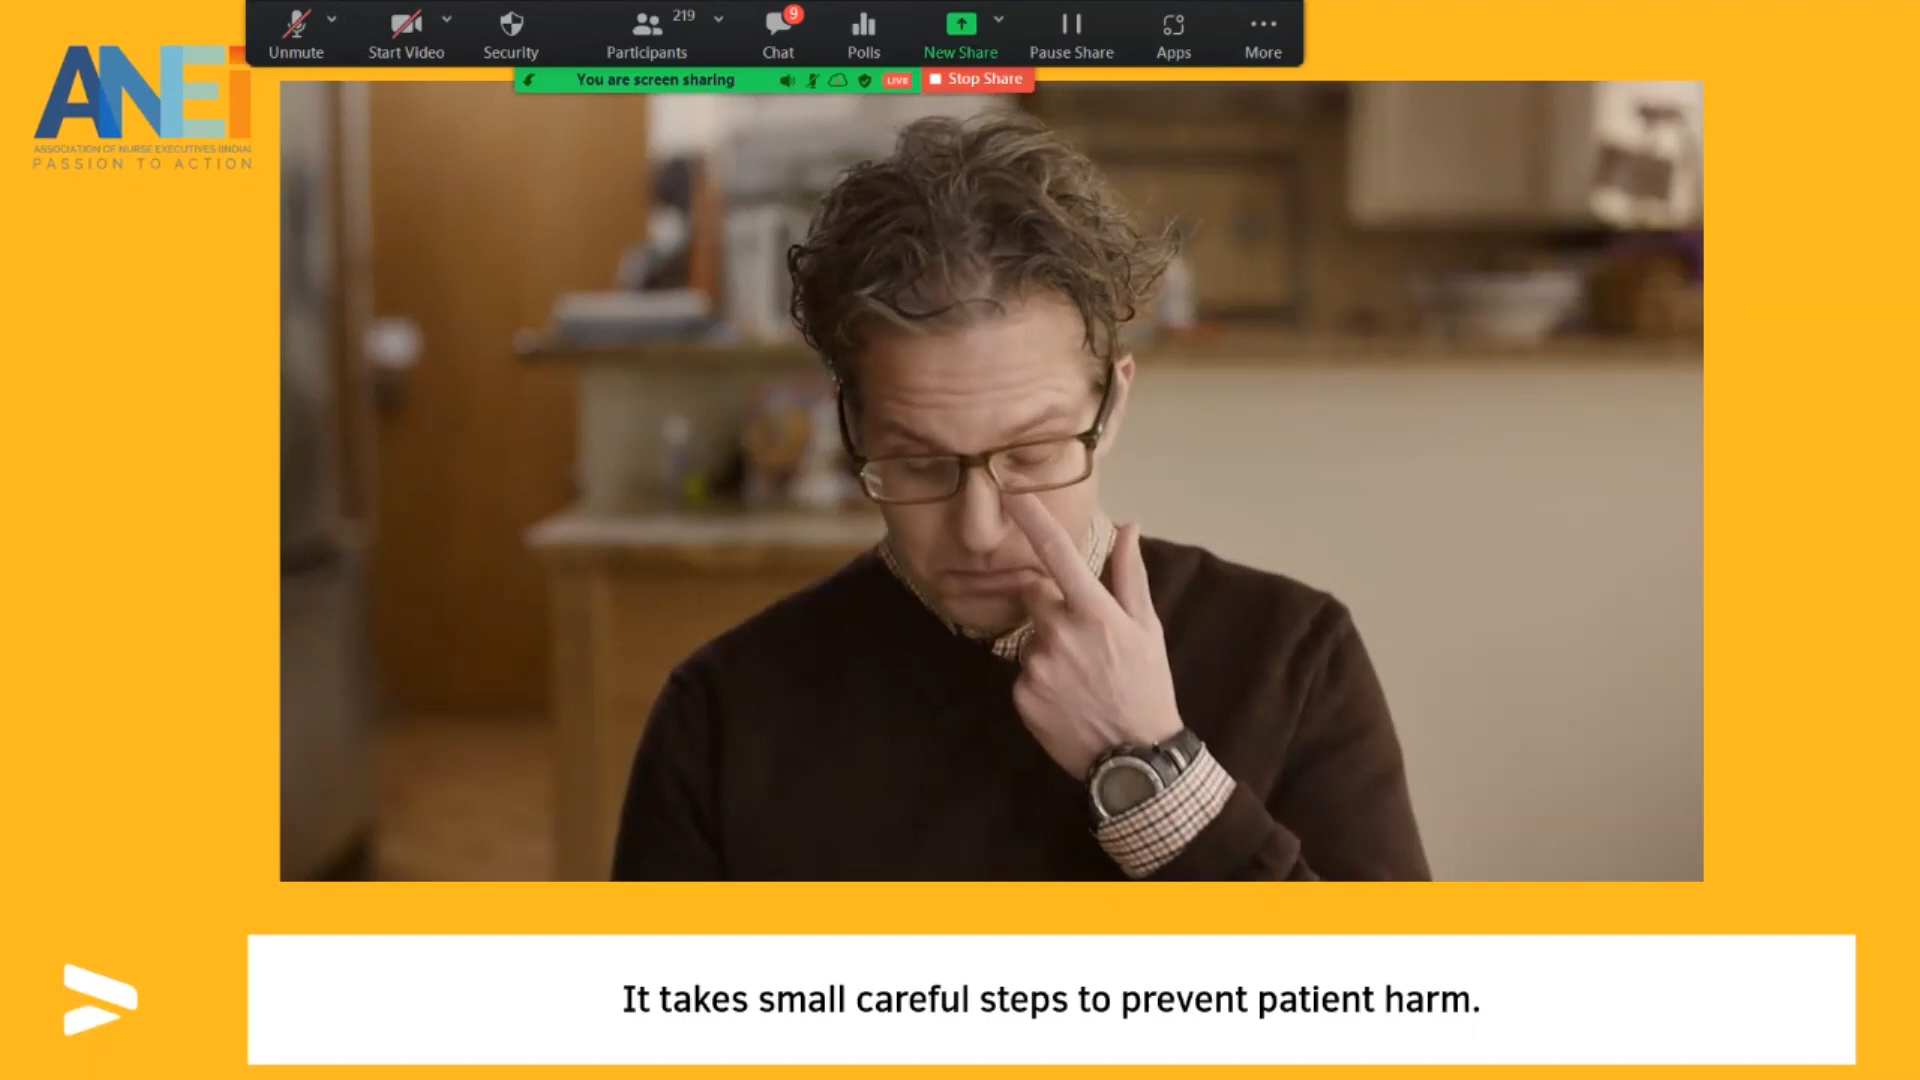 Unmute
Start Video
Security
219
Participants
9
Chat
Polls
New Share
Pause Share
Apps
More
You are screen sharing
LIVE
Stop Share
ANEI
ASSOCIATION OF NURSE EXECUTIVES (INDIA)
PASSION TO ACTION
It takes small careful steps to prevent patient harm.